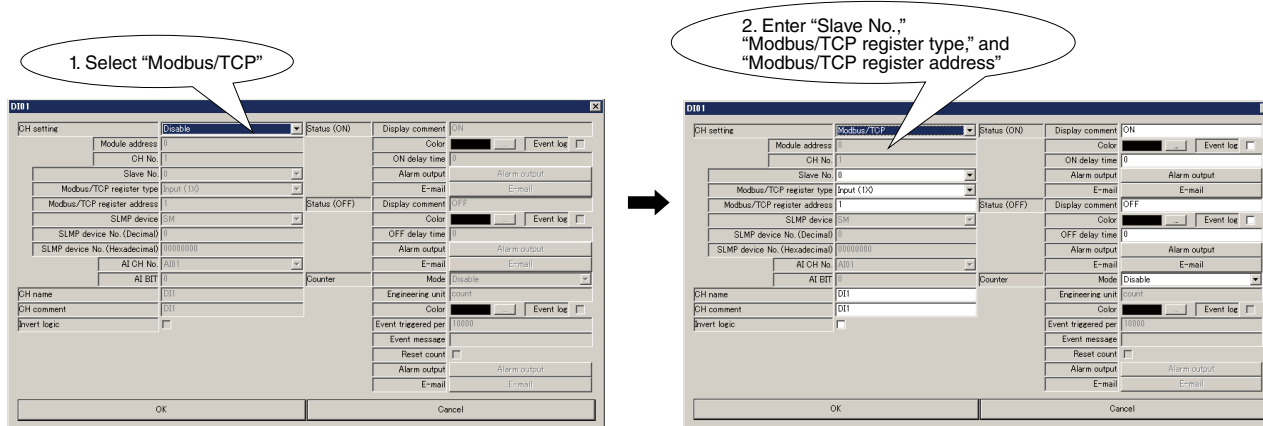 1. Select “Modbus/TCP”
2. Enter “Slave No.,”
“Modbus/TCP register type,” and
“Modbus/TCP register address”
DI01
CH setting Disable Status (ON) Display comment ON
Module address 0 Color ... Event log
CH No. 1 ON delay time 0
Slave No. 0 Alarm output Alarm output
Modbus/TCP register type Input (1X) E-mail E-mail
Modbus/TCP register address 1 Status (OFF) Display comment OFF
SLMP device SM Color ... Event log
SLMP device No. (Decimal) 0 OFF delay time 0
SLMP device No. (Hexadecimal) 00000000 Alarm output Alarm output
AI CH No. AI01 E-mail E-mail
AI BIT 0 Counter Mode Disable
CH name DI1 Engineering unit count
CH comment DI1 Color ... Event log
Invert logic Event triggered per 10000
Event message
Reset count
Alarm output Alarm output
E-mail E-mail
OK Cancel
DI01
CH setting Modbus/TCP Status (ON) Display comment ON
Module address 0 Color ... Event log
CH No. 1 ON delay time 0
Slave No. 0 Alarm output Alarm output
Modbus/TCP register type Input (1X) E-mail E-mail
Modbus/TCP register address 1 Status (OFF) Display comment OFF
SLMP device SM Color ... Event log
SLMP device No. (Decimal) 0 OFF delay time 0
SLMP device No. (Hexadecimal) 00000000 Alarm output Alarm output
AI CH No. AI01 E-mail E-mail
AI BIT 0 Counter Mode Disable
CH name DI1 Engineering unit count
CH comment DI1 Color ... Event log
Invert logic Event triggered per 10000
Event message
Reset count
Alarm output Alarm output
E-mail E-mail
OK Cancel